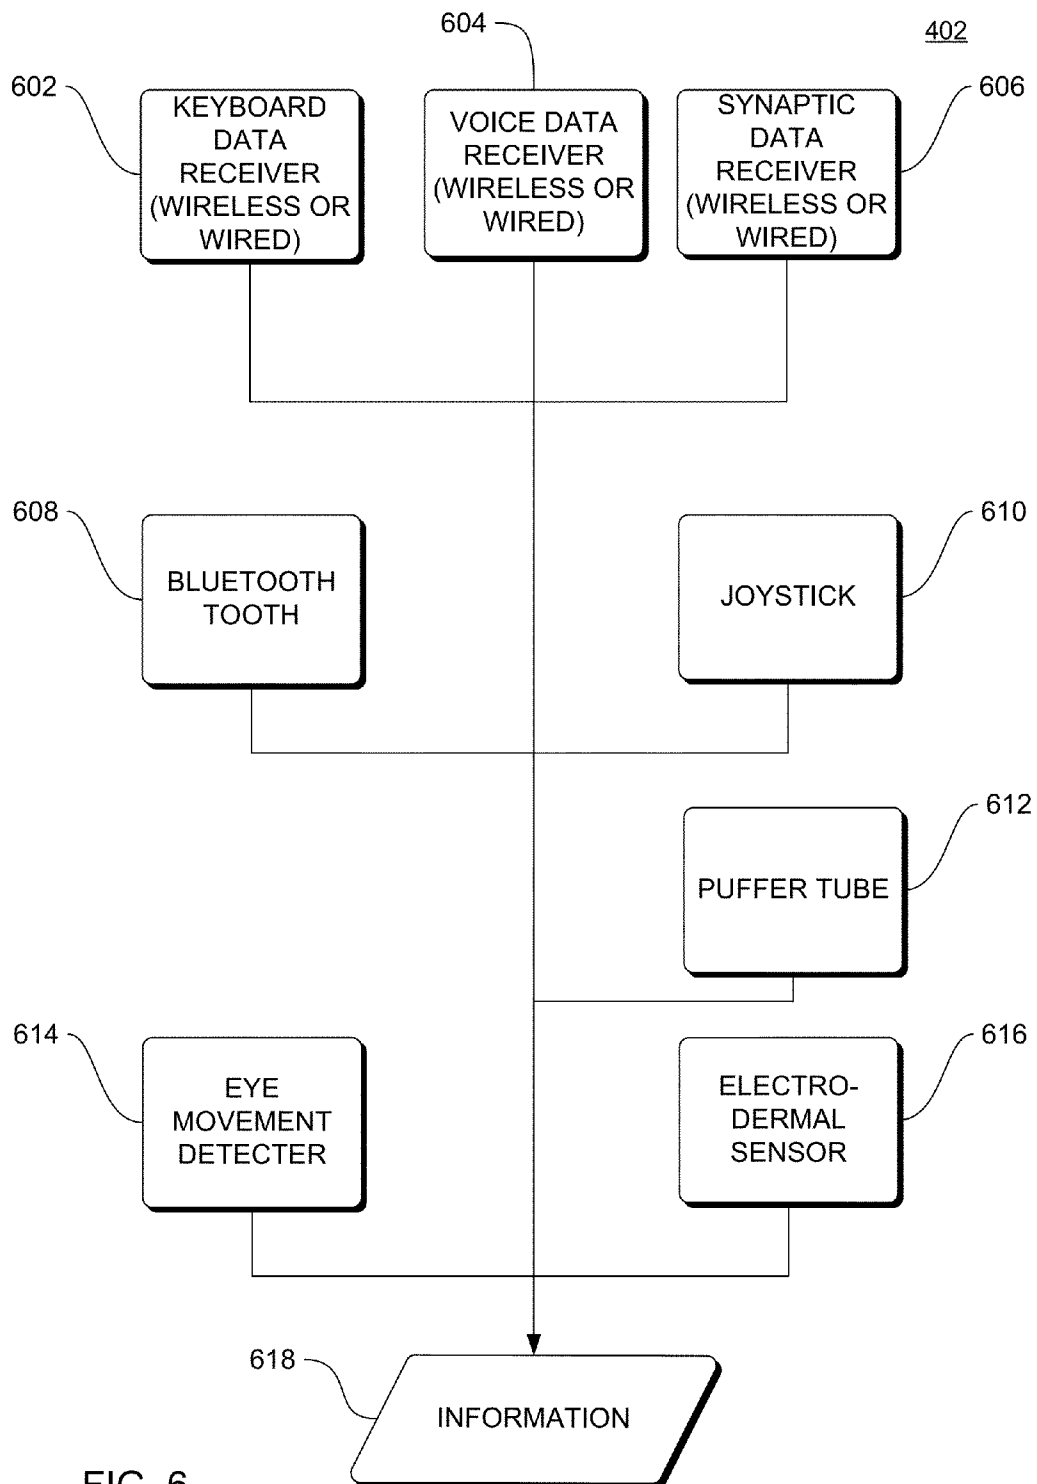 604
402
602
606
KEYBOARD
DATA
RECEIVER
(WIRELESS OR
WIRED)
VOICE DATA
RECEIVER
(WIRELESS OR
WIRED)
SYNAPTIC
DATA
RECEIVER
(WIRELESS OR
WIRED)
608
610
BLUETOOTH
TOOTH
JOYSTICK
612
PUFFER TUBE
614
616
EYE
MOVEMENT
DETECTER
ELECTRO-
DERMAL
SENSOR
618
INFORMATION
FIG. 6